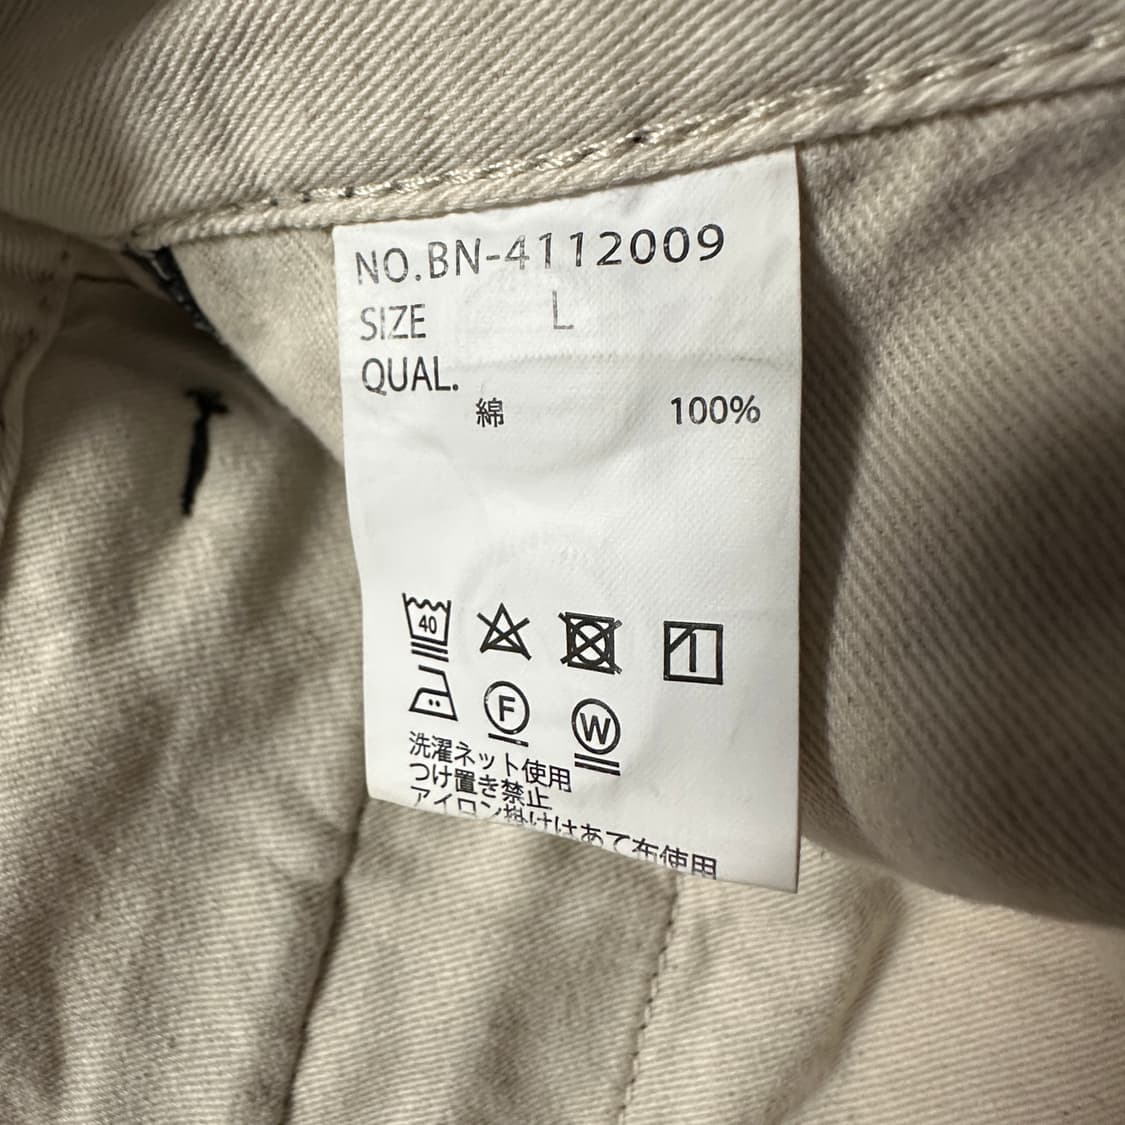 NO.BN-4112009
SIZE L
QUAL.
綿 100%
40
F W
洗濯ネット使用
つけ置き禁止
アイロン掛けはあて布使用